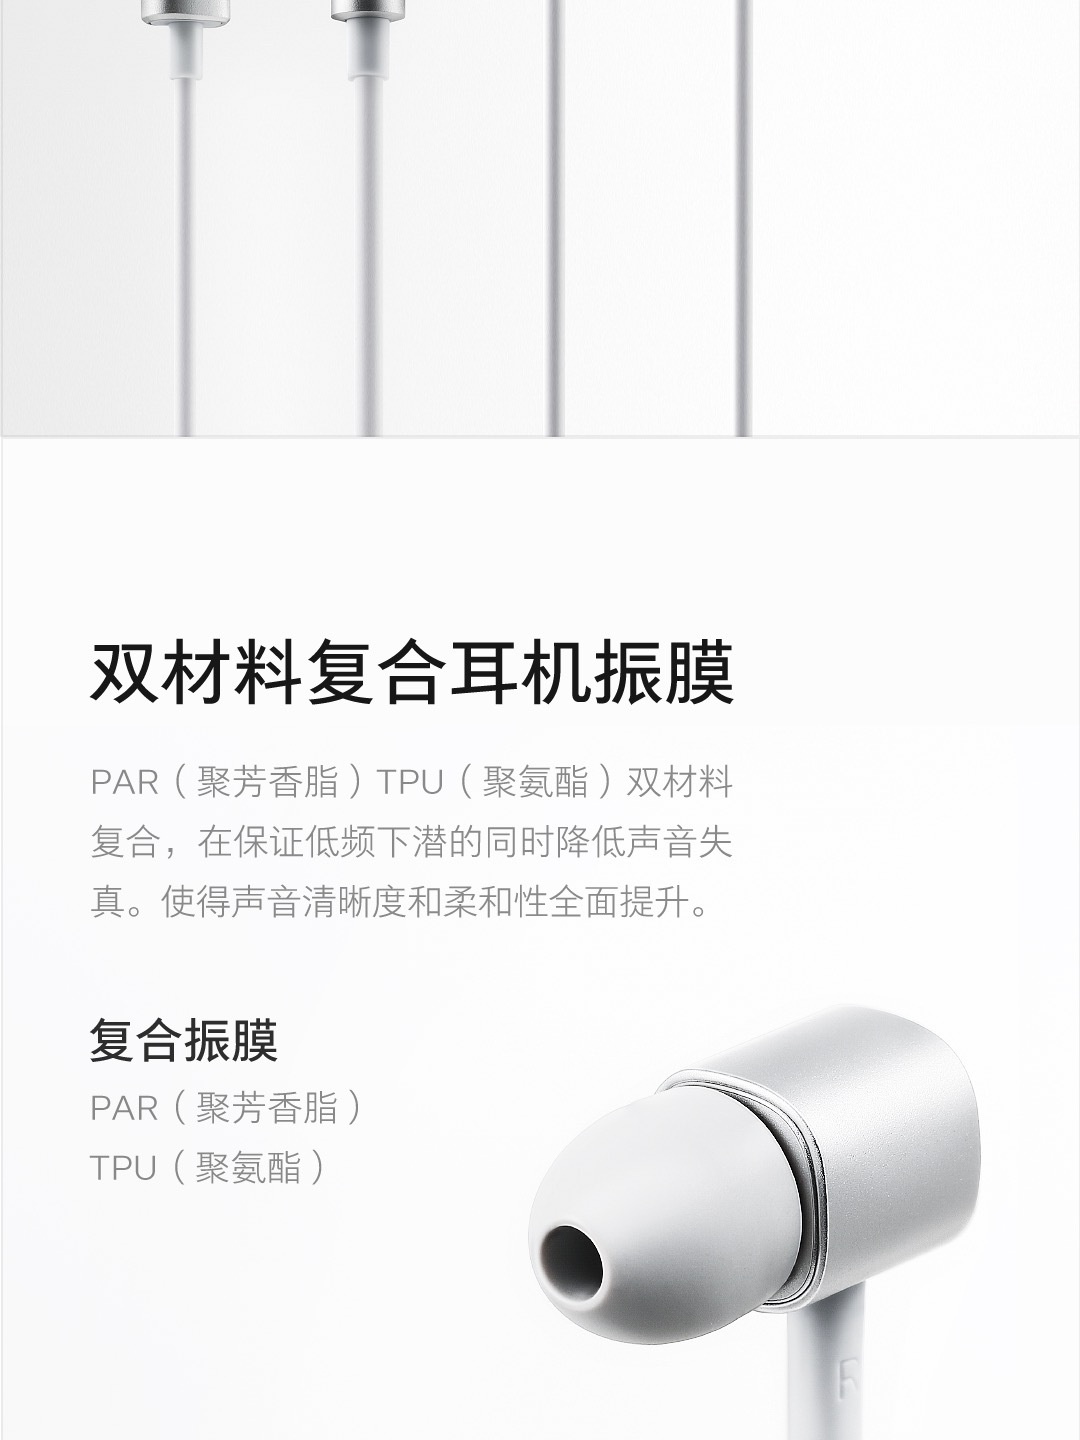 双材料复合耳机振膜
PAR（聚芳香脂）TPU（聚氨酯）双材料
复合，在保证低频下潜的同时降低声音失
真。使得声音清晰度和柔和性全面提升。
复合振膜
PAR（聚芳香脂）
TPU（聚氨酯）
R